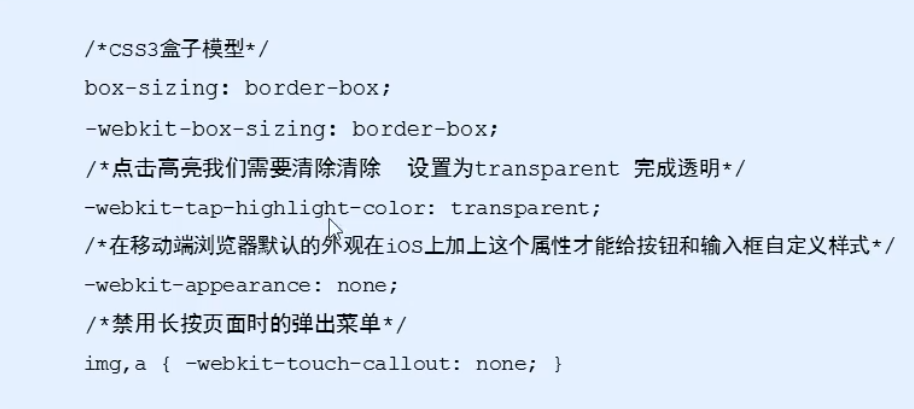 /*CSS3盒子模型*/
box-sizing: border-box;
-webkit-box-sizing: border-box;
/*点击高亮我们需要清除清除  设置为transparent 完成透明*/
-webkit-tap-highlight-color: transparent;
/*在移动端浏览器默认的外观在iOS上加上这个属性才能给按钮和输入框自定义样式*/
-webkit-appearance: none;
/*禁用长按页面时的弹出菜单*/
img,a { -webkit-touch-callout: none; }